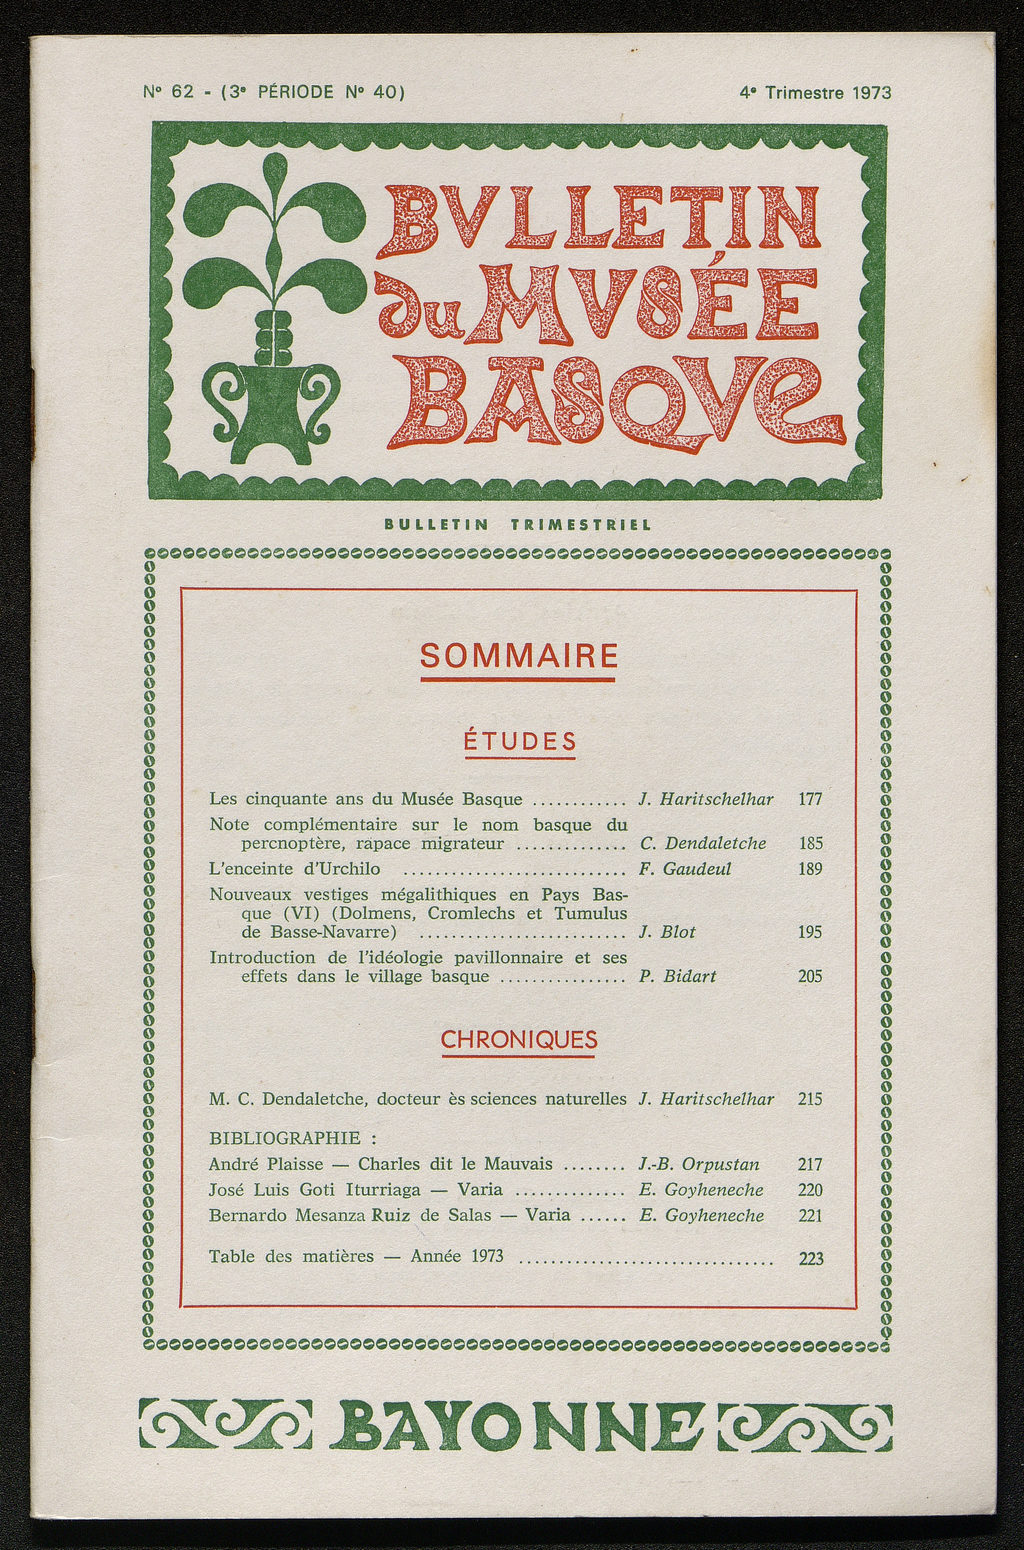 Nº 62 - (3ᵉ PÉRIODE Nº 40)
4ᵉ Trimestre 1973
BVLLETIN
du MVSÉE
BASQVE
BULLETIN TRIMESTRIEL
SOMMAIRE
ÉTUDES
Les cinquante ans du Musée Basque ............ J. Haritschelhar 177
Note complémentaire sur le nom basque du
percnoptère, rapace migrateur .............. C. Dendaletche 185
L'enceinte d'Urchilo ............................ F. Gaudeul 189
Nouveaux vestiges mégalithiques en Pays Bas-
que (VI) (Dolmens, Cromlechs et Tumulus
de Basse-Navarre) .......................... J. Blot 195
Introduction de l'idéologie pavillonnaire et ses
effets dans le village basque ................ P. Bidart 205
CHRONIQUES
M. C. Dendaletche, docteur ès sciences naturelles J. Haritschelhar 215
BIBLIOGRAPHIE :
André Plaisse — Charles dit le Mauvais ........ J.-B. Orpustan 217
José Luis Goti Iturriaga — Varia .............. E. Goyheneche 220
Bernardo Mesanza Ruiz de Salas — Varia ...... E. Goyheneche 221
Table des matières — Année 1973 ................................ 223
BAYONNE